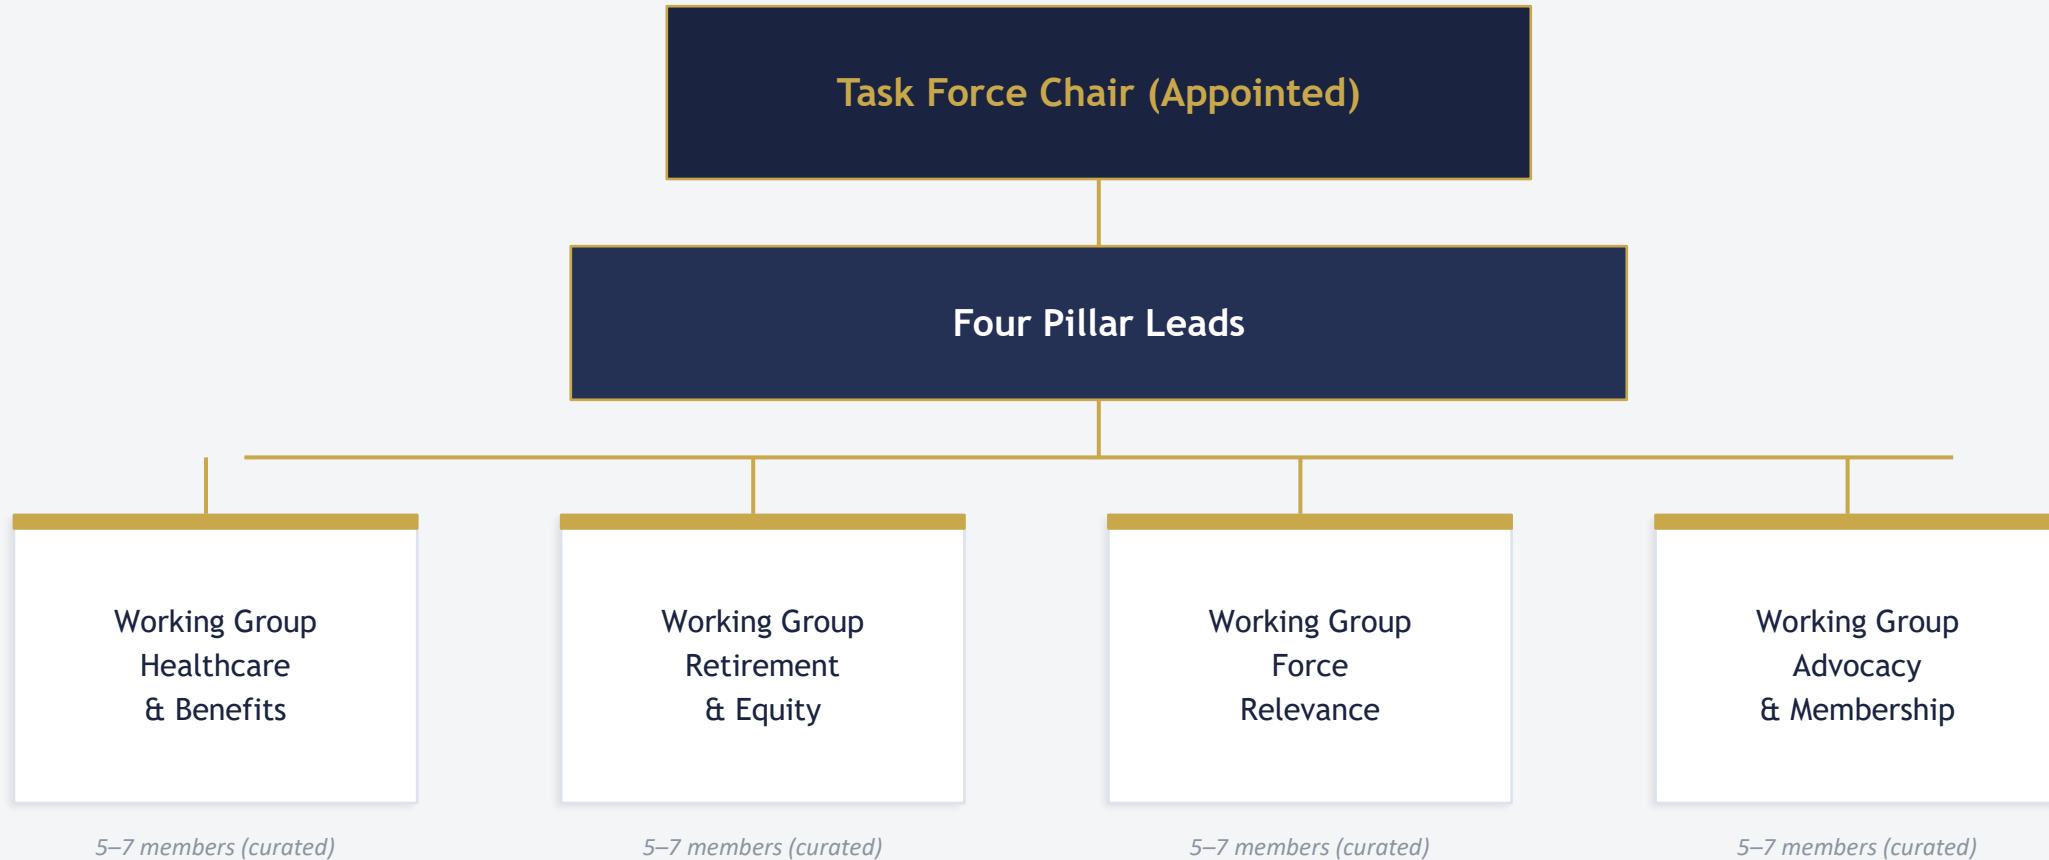 Task Force Chair (Appointed)
Four Pillar Leads
Working Group
Healthcare
& Benefits
5–7 members (curated)
Working Group
Retirement
& Equity
5–7 members (curated)
Working Group
Force
Relevance
5–7 members (curated)
Working Group
Advocacy
& Membership
5–7 members (curated)